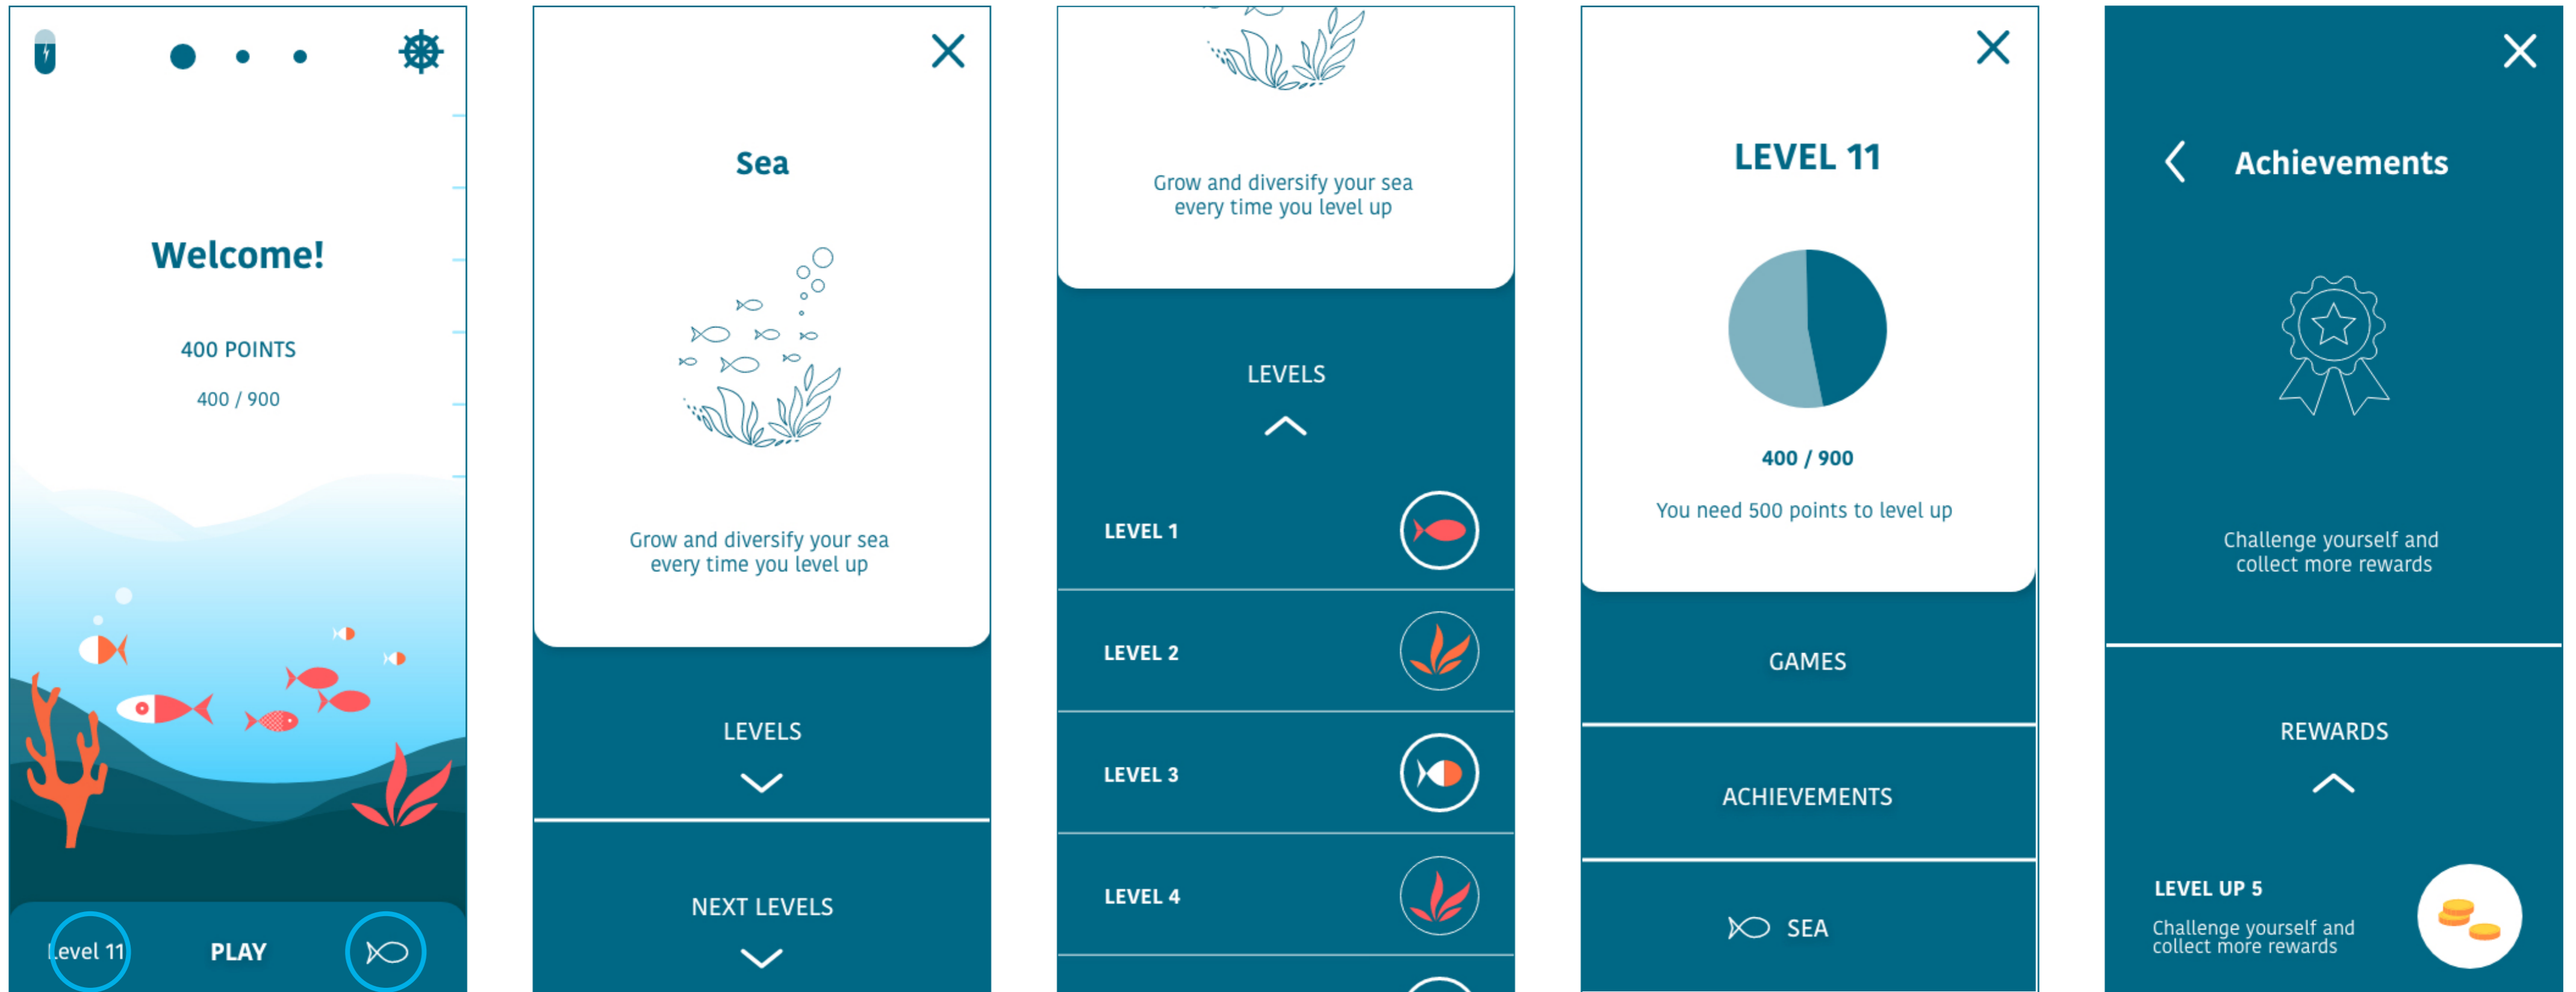 Welcome!
400 POINTS
400 / 900
Level 11
PLAY
Sea
Grow and diversify your sea
every time you level up
LEVELS
NEXT LEVELS
Grow and diversify your sea
every time you level up
LEVELS
LEVEL 1
LEVEL 2
LEVEL 3
LEVEL 4
LEVEL 11
400 / 900
You need 500 points to level up
GAMES
ACHIEVEMENTS
SEA
Achievements
Challenge yourself and
collect more rewards
REWARDS
LEVEL UP 5
Challenge yourself and
collect more rewards